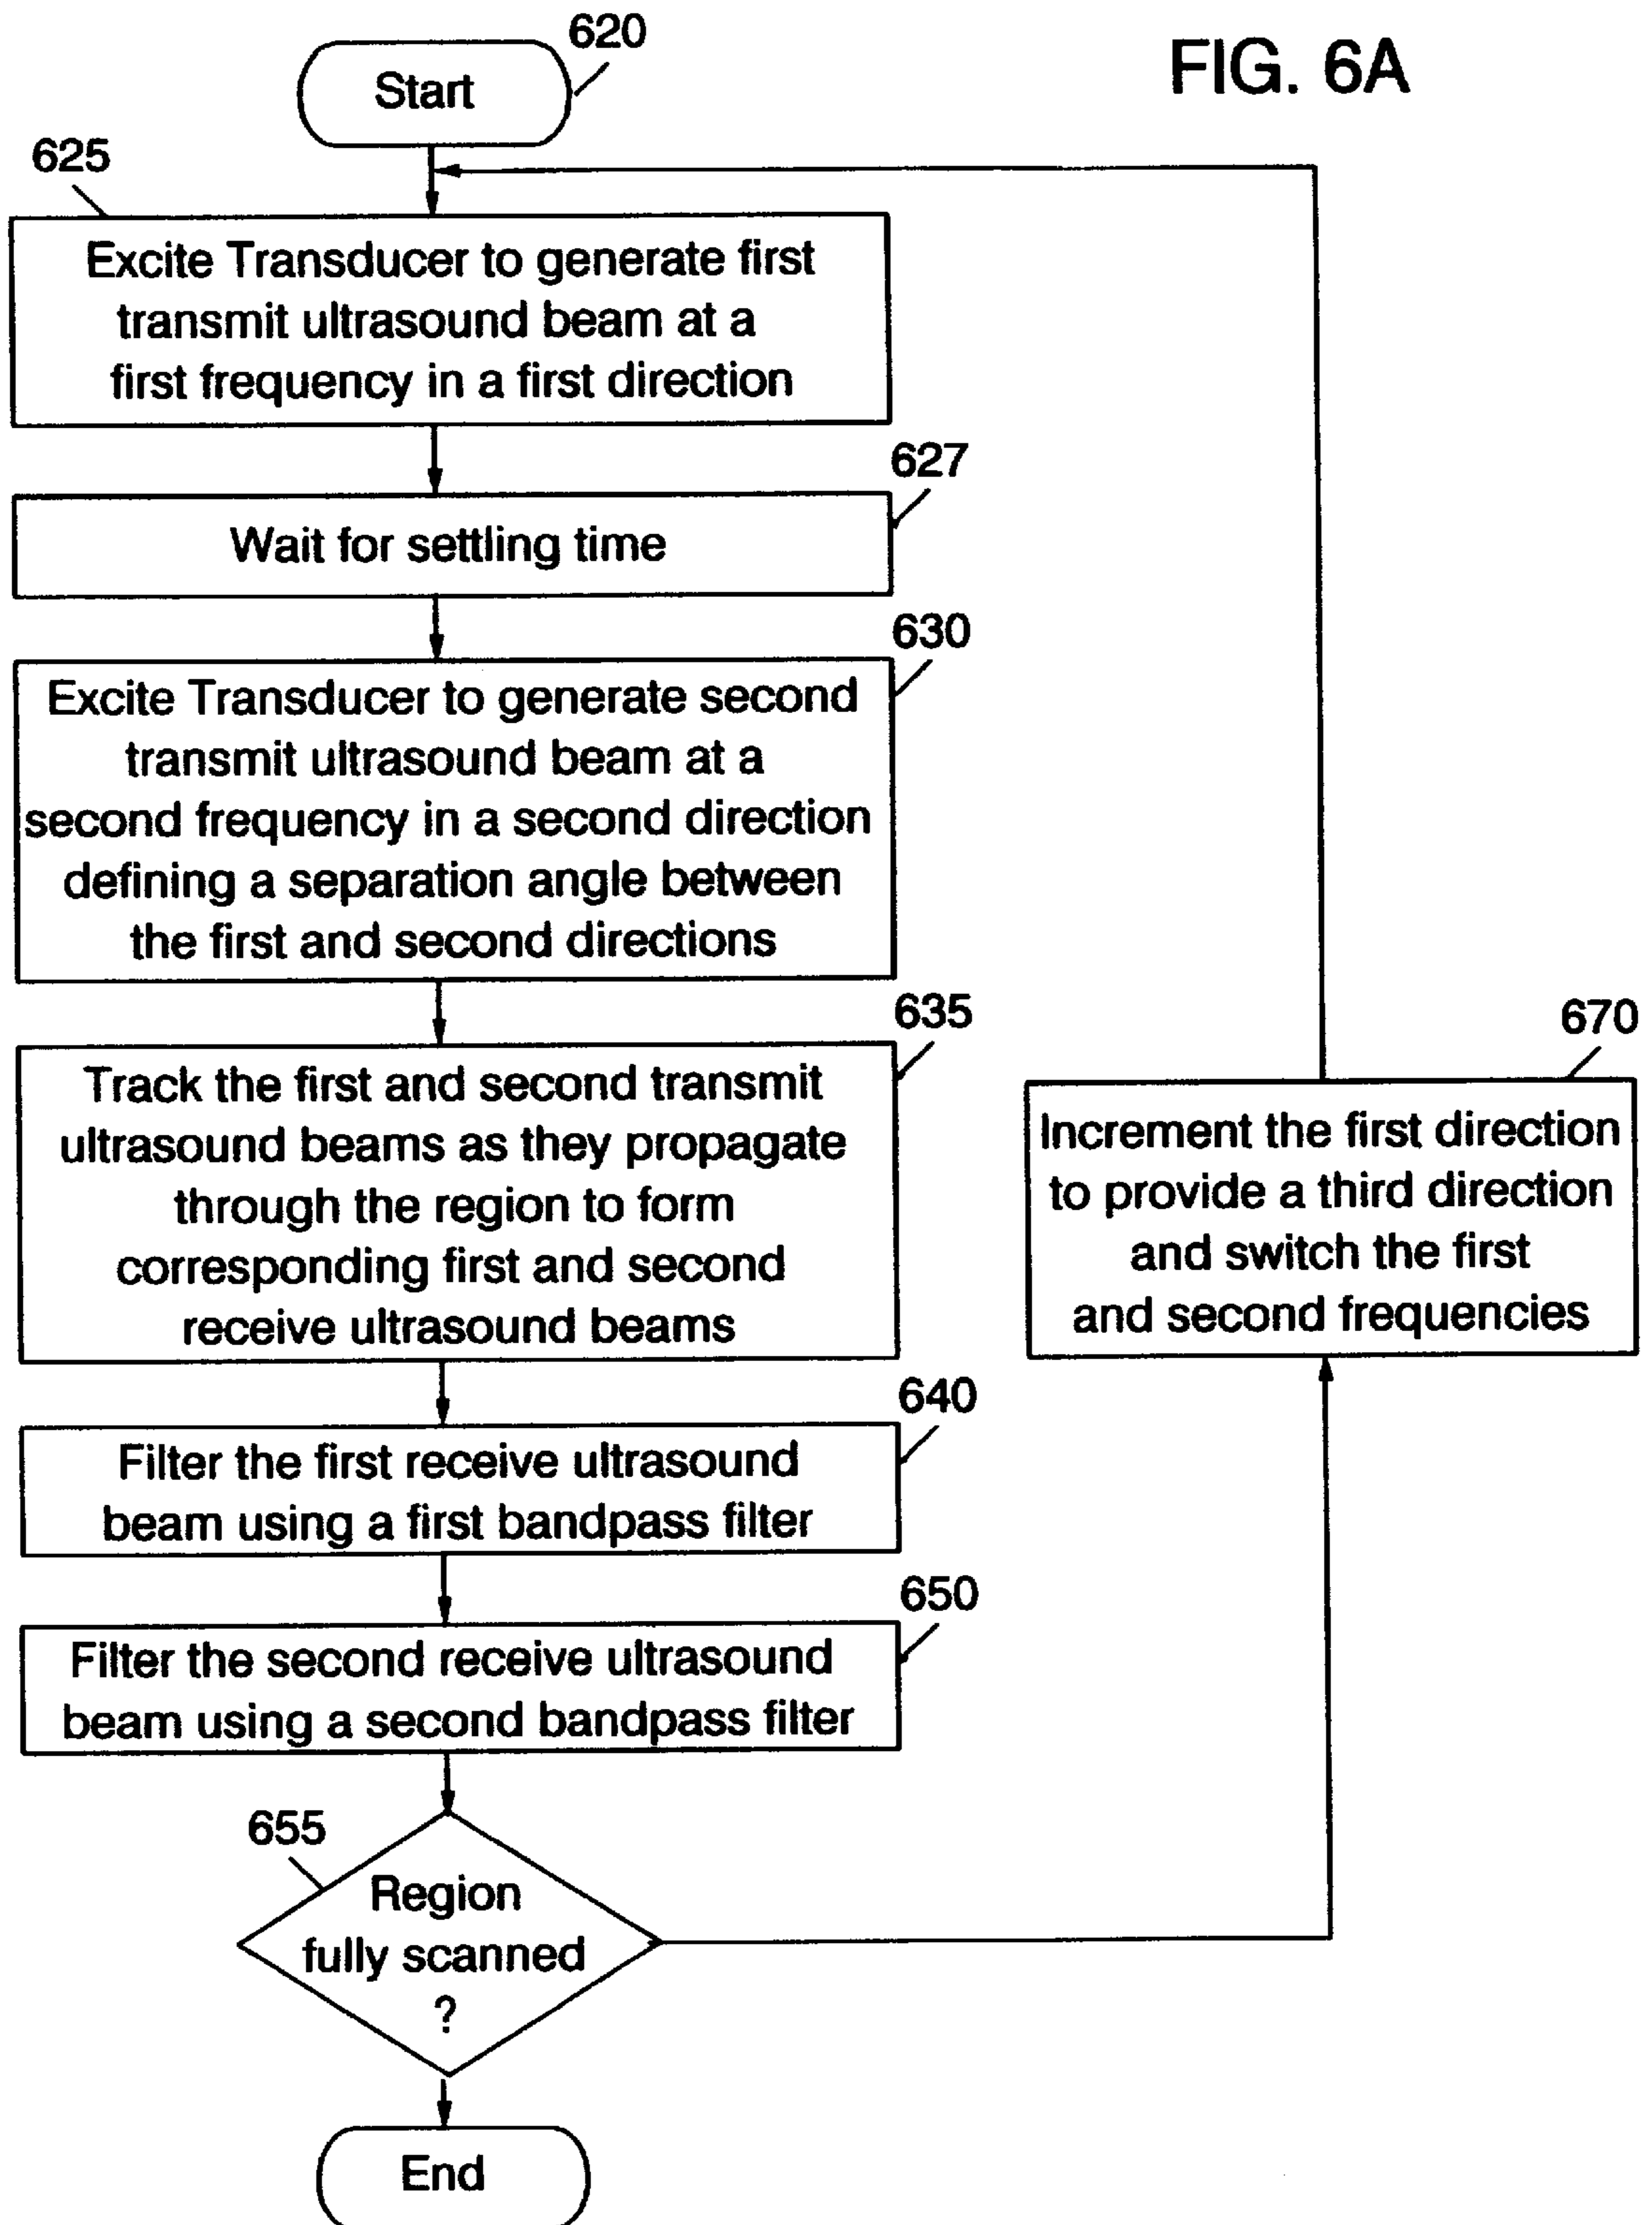 FIG. 6A
620
Start
625
Excite Transducer to generate first
transmit ultrasound beam at a
first frequency in a first direction
627
Wait for settling time
630
Excite Transducer to generate second
transmit ultrasound beam at a
second frequency in a second direction
defining a separation angle between
the first and second directions
635
Track the first and second transmit
ultrasound beams as they propagate
through the region to form
corresponding first and second
receive ultrasound beams
640
Filter the first receive ultrasound
beam using a first bandpass filter
650
Filter the second receive ultrasound
beam using a second bandpass filter
655
Region
fully scanned
?
670
Increment the first direction
to provide a third direction
and switch the first
and second frequencies
End